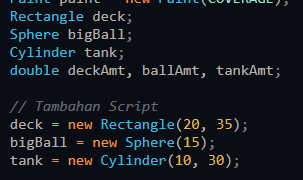 Paint paint = new Paint(COVERAGE);
Rectangle deck;
Sphere bigBall;
Cylinder tank;
double deckAmt, ballAmt, tankAmt;

// Tambahan Script
deck = new Rectangle(20, 35);
bigBall = new Sphere(15);
tank = new Cylinder(10, 30);